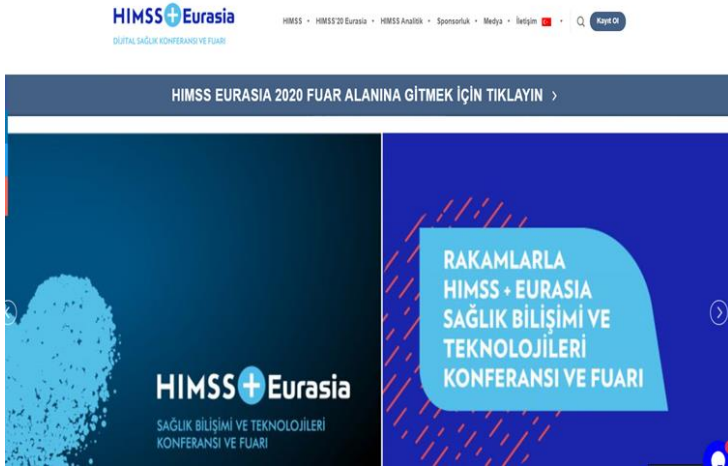 HIMSS+Eurasia
DİJİTAL SAĞLIK KONFERANSI VE FUARI
HIMSS HIMSS'20 Eurasia HIMSS Analitik Sponsorluk Medya İletişim Kayıt Ol
HIMSS EURASIA 2020 FUAR ALANINA GİTMEK İÇİN TIKLAYIN >
HIMSS+Eurasia
SAĞLIK BİLİŞİMİ VE TEKNOLOJİLERİ
KONFERANSI VE FUARI
RAKAMLARLA
HIMSS + EURASIA
SAĞLIK BİLİŞİMİ VE
TEKNOLOJİLERİ
KONFERANSI VE FUARI